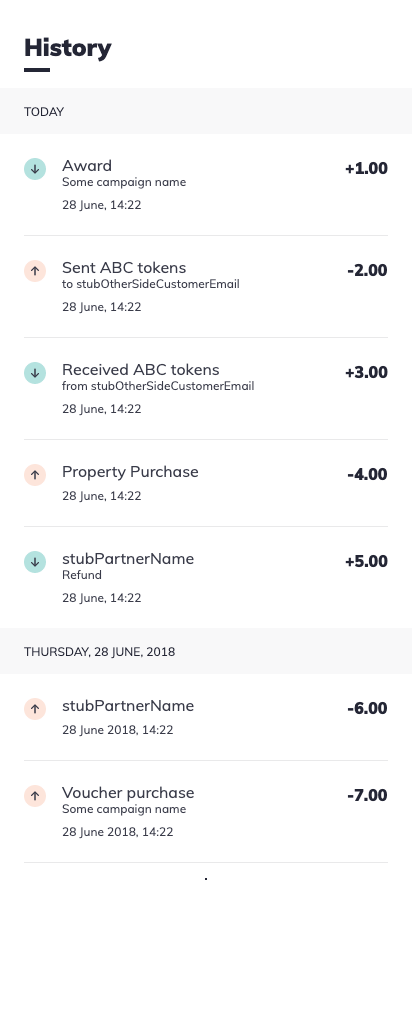 History
TODAY
Award
+1.00
Some campaign name
28 June, 14:22
Sent ABC tokens
-2.00
to stubOtherSideCustomerEmail
28 June, 14:22
Received ABC tokens
+3.00
from stubOtherSideCustomerEmail
28 June, 14:22
Property Purchase
-4.00
28 June, 14:22
stubPartnerName
+5.00
Refund
28 June, 14:22
THURSDAY, 28 JUNE, 2018
stubPartnerName
-6.00
28 June 2018, 14:22
Voucher purchase
-7.00
Some campaign name
28 June 2018, 14:22